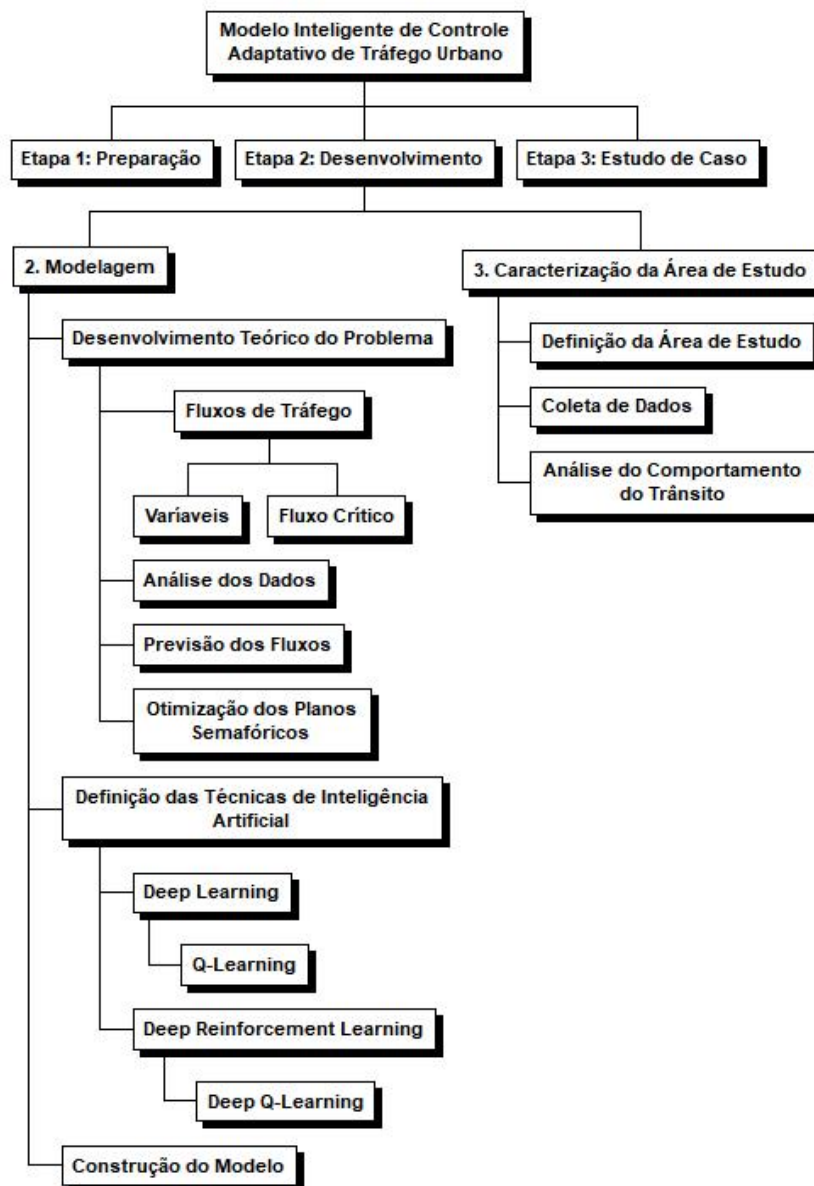 Modelo Inteligente de Controle
Adaptativo de Tráfego Urbano
Etapa 1: Preparação
Etapa 2: Desenvolvimento
Etapa 3: Estudo de Caso
2. Modelagem
3. Caracterização da Área de Estudo
Desenvolvimento Teórico do Problema
Fluxos de Tráfego
Varíaveis
Fluxo Crítico
Análise dos Dados
Previsão dos Fluxos
Otimização dos Planos
Semafóricos
Definição das Técnicas de Inteligência
Artificial
Deep Learning
Q-Learning
Deep Reinforcement Learning
Deep Q-Learning
Construção do Modelo
Definição da Área de Estudo
Coleta de Dados
Análise do Comportamento
do Trânsito